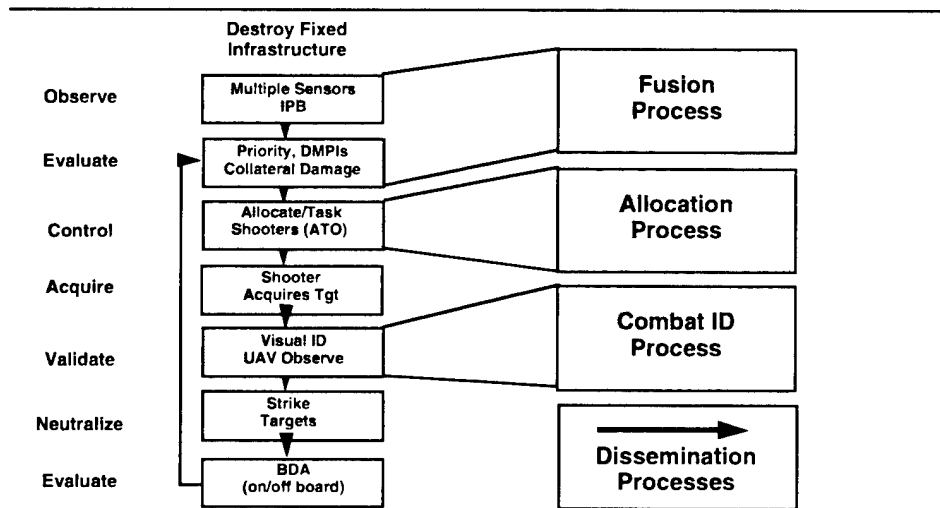 Destroy Fixed
Infrastructure
Observe
Multiple Sensors
IPB
Fusion
Process
Evaluate
Priority, DMPIs
Collateral Damage
Control
Allocate/Task
Shooters (ATO)
Allocation
Process
Acquire
Shooter
Acquires Tgt
Validate
Visual ID
UAV Observe
Combat ID
Process
Neutralize
Strike
Targets
Evaluate
BDA
(on/off board)
Dissemination
Processes